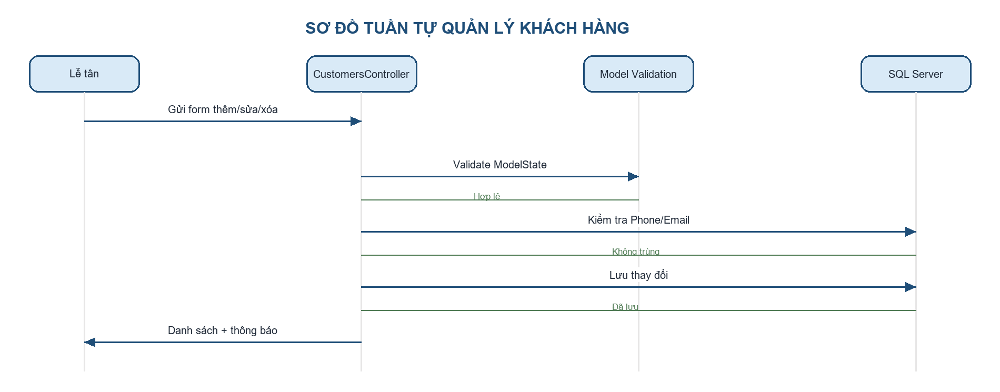 SƠ ĐỒ TUẦN TỰ QUẢN LÝ KHÁCH HÀNG
Lễ tân
CustomersController
Model Validation
SQL Server
Gửi form thêm/sửa/xóa
Validate ModelState
Hợp lệ
Kiểm tra Phone/Email
Không trùng
Lưu thay đổi
Đã lưu
Danh sách + thông báo